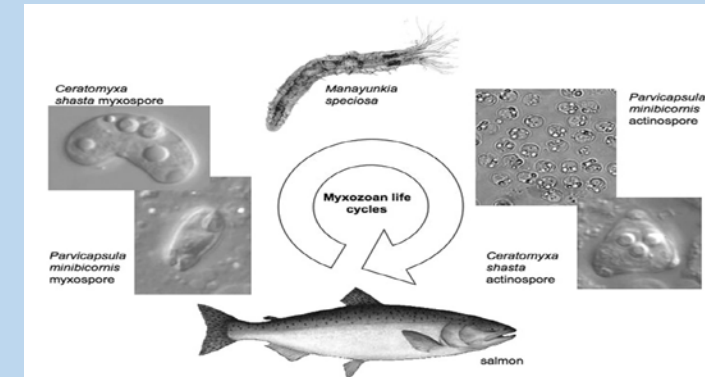 Ceratomyxa
shasta myxospore
Manayunkia
speciosa
Parvicapsula
minibicornis
actinospore
Myxozoan life
cycles
Parvicapsula
minibicornis
myxospore
Ceratomyxa
shasta
actinospore
salmon